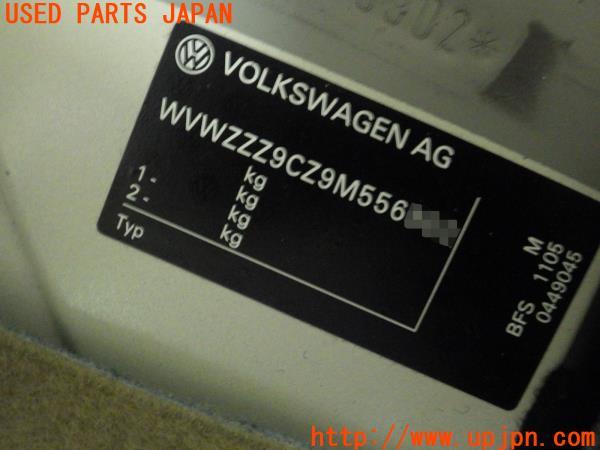 USED PARTS JAPAN
302*
VOLKSWAGEN AG
WVWZZZ9CZ9M556
kg
1- kg
2- kg
kg
Typ
M
BFS 1105
0449045
http://www.upjpn.com